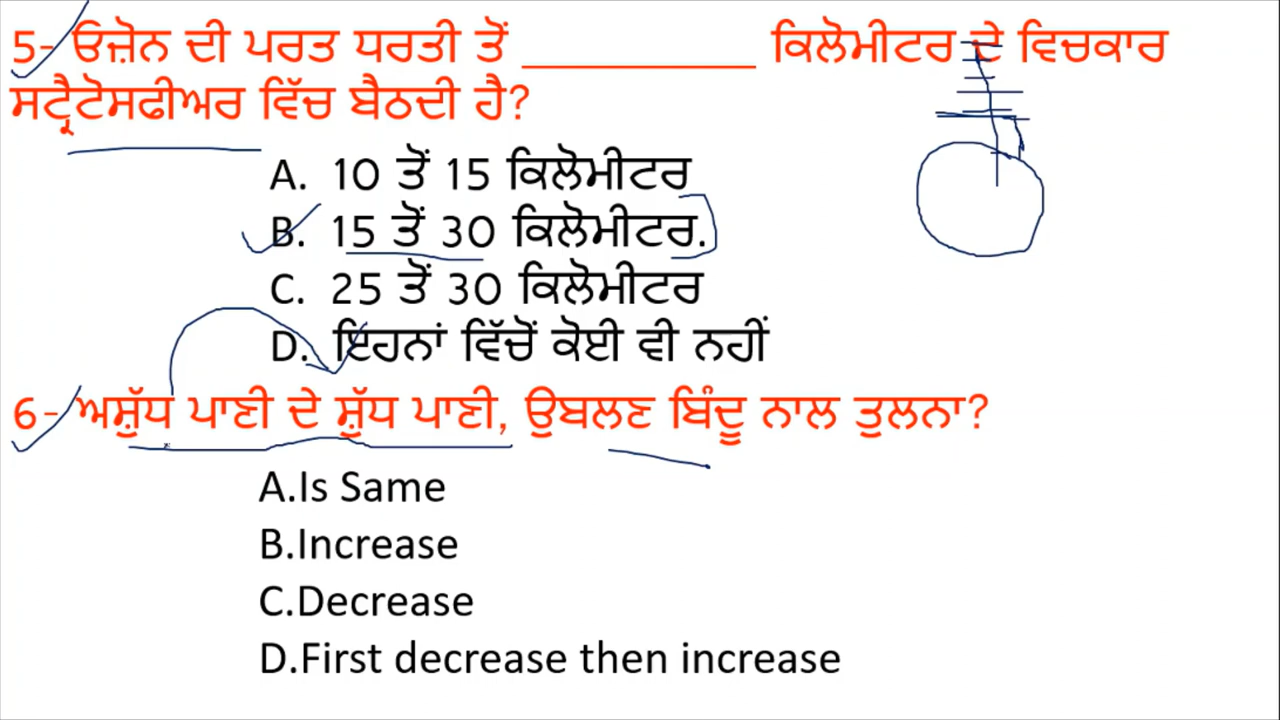 5- ਓਜ਼ੋਨ ਦੀ ਪਰਤ ਧਰਤੀ ਤੋਂ ____________ ਕਿਲੋਮੀਟਰ ਦੇ ਵਿਚਕਾਰ
ਸਟ੍ਰੈਟੋਸਫੀਅਰ ਵਿੱਚ ਬੈਠਦੀ ਹੈ?
A. 10 ਤੋਂ 15 ਕਿਲੋਮੀਟਰ
B. 15 ਤੋਂ 30 ਕਿਲੋਮੀਟਰ.
C. 25 ਤੋਂ 30 ਕਿਲੋਮੀਟਰ
D. ਇਹਨਾਂ ਵਿੱਚੋਂ ਕੋਈ ਵੀ ਨਹੀਂ
6- ਅਸ਼ੁੱਧ ਪਾਣੀ ਦੇ ਸ਼ੁੱਧ ਪਾਣੀ, ਉਬਲਣ ਬਿੰਦੂ ਨਾਲ ਤੁਲਨਾ?
A.Is Same
B.Increase
C.Decrease
D.First decrease then increase